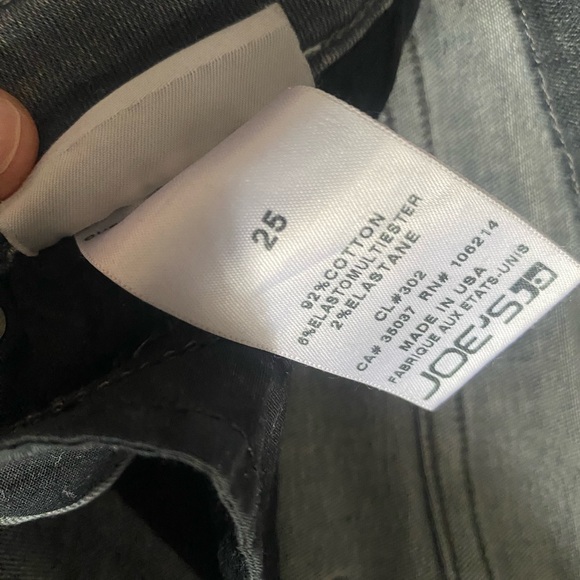 25
92%COTTON
6%ELASTOMULTIESTER
2%ELASTANE
CL#302
CA# 35037 RN# 106214
MADE IN USA
FABRIQUE AUX ETATS-UNIS
JOE'S